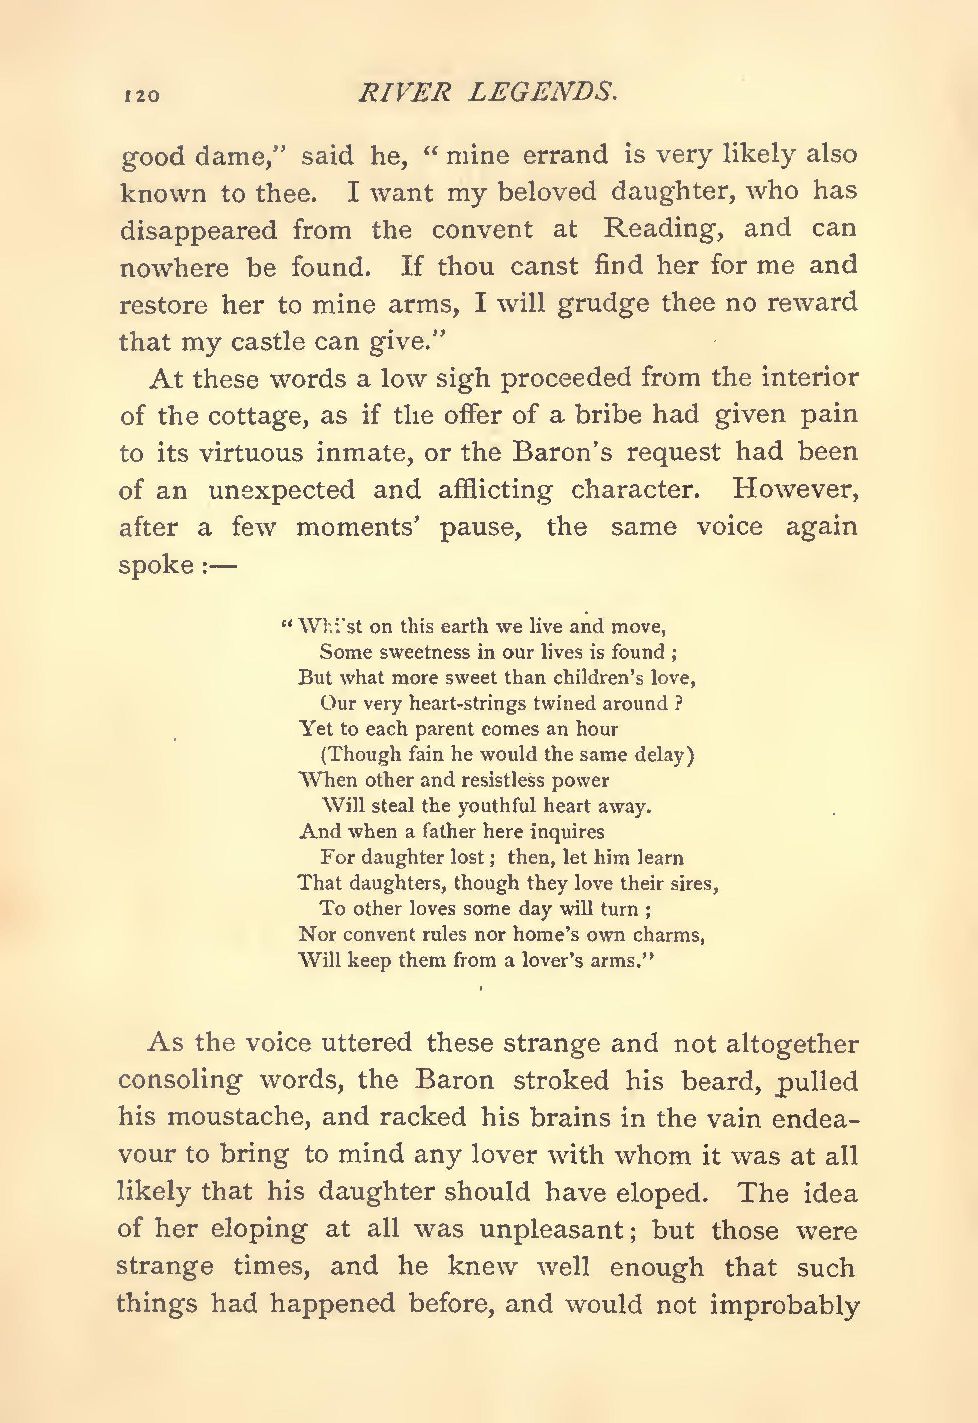 120 RIVER LEGENDS.
good dame,” said he, “ mine errand is very likely also
known to thee. I want my beloved daughter, who has
disappeared from the convent at Reading, and can
nowhere be found. If thou canst find her for me and
restore her to mine arms, I will grudge thee no reward
that my castle can give.”
At these words a low sigh proceeded from the interior
of the cottage, as if the offer of a bribe had given pain
to its virtuous inmate, or the Baron’s request had been
of an unexpected and afflicting character. However,
after a few moments’ pause, the same voice again
spoke :—
“ Whilst on this earth we live and move,
Some sweetness in our lives is found ;
But what more sweet than children’s love,
Our very heart-strings twined around ?
Yet to each parent comes an hour
(Though fain he would the same delay)
When other and resistless power
Will steal the youthful heart away.
And when a father here inquires
For daughter lost ; then, let him learn
That daughters, though they love their sires,
To other loves some day will turn ;
Nor convent rules nor home’s own charms,
Will keep them from a lover’s arms.”
As the voice uttered these strange and not altogether
consoling words, the Baron stroked his beard, pulled
his moustache, and racked his brains in the vain endea-
vour to bring to mind any lover with whom it was at all
likely that his daughter should have eloped. The idea
of her eloping at all was unpleasant ; but those were
strange times, and he knew well enough that such
things had happened before, and would not improbably